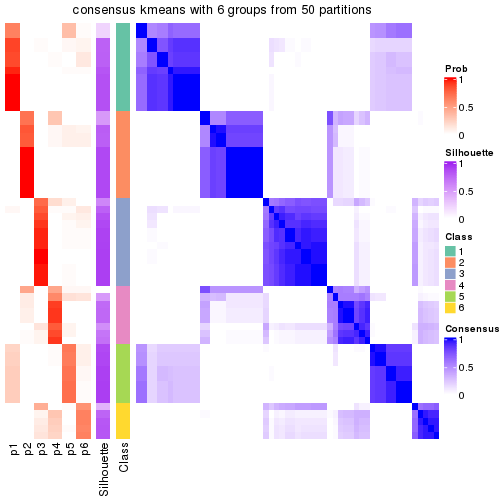 consensus kmeans with 6 groups from 50 partitions
Prob
1
0.5
0
Silhouette
1
0.5
0
Class
1
2
3
4
5
6
Consensus
1
0.5
0
p1
p2
p3
p4
p5
p6
Silhouette
Class